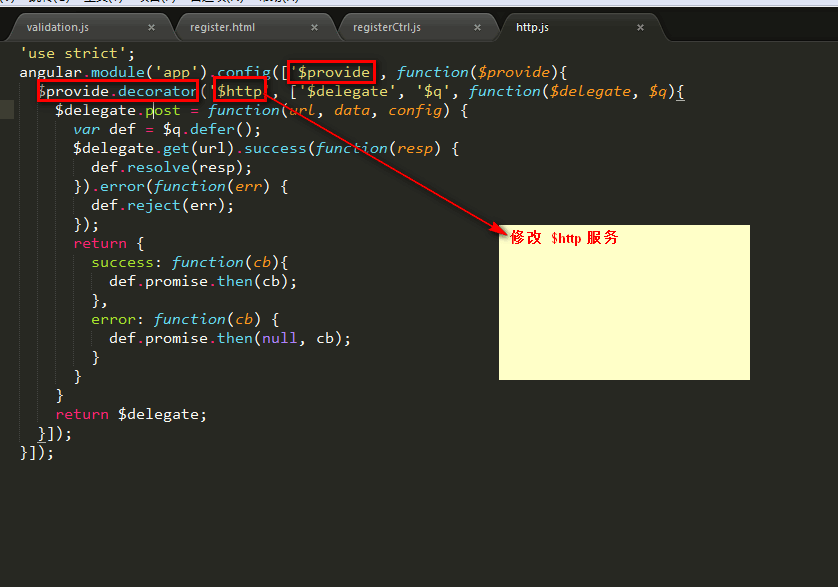 validation.js × register.html × registerCtrl.js × http.js ×
'use strict';
angular.module('app').config(['$provide', function($provide){
$provide.decorator('$http', ['$delegate', '$q', function($delegate, $q){
$delegate.post = function(url, data, config) {
var def = $q.defer();
$delegate.get(url).success(function(resp) {
def.resolve(resp);
}).error(function(err) {
def.reject(err);
});
return {
success: function(cb){
def.promise.then(cb);
},
error: function(cb) {
def.promise.then(null, cb);
}
}
}
return $delegate;
}]);
}]);
修改 $http 服务